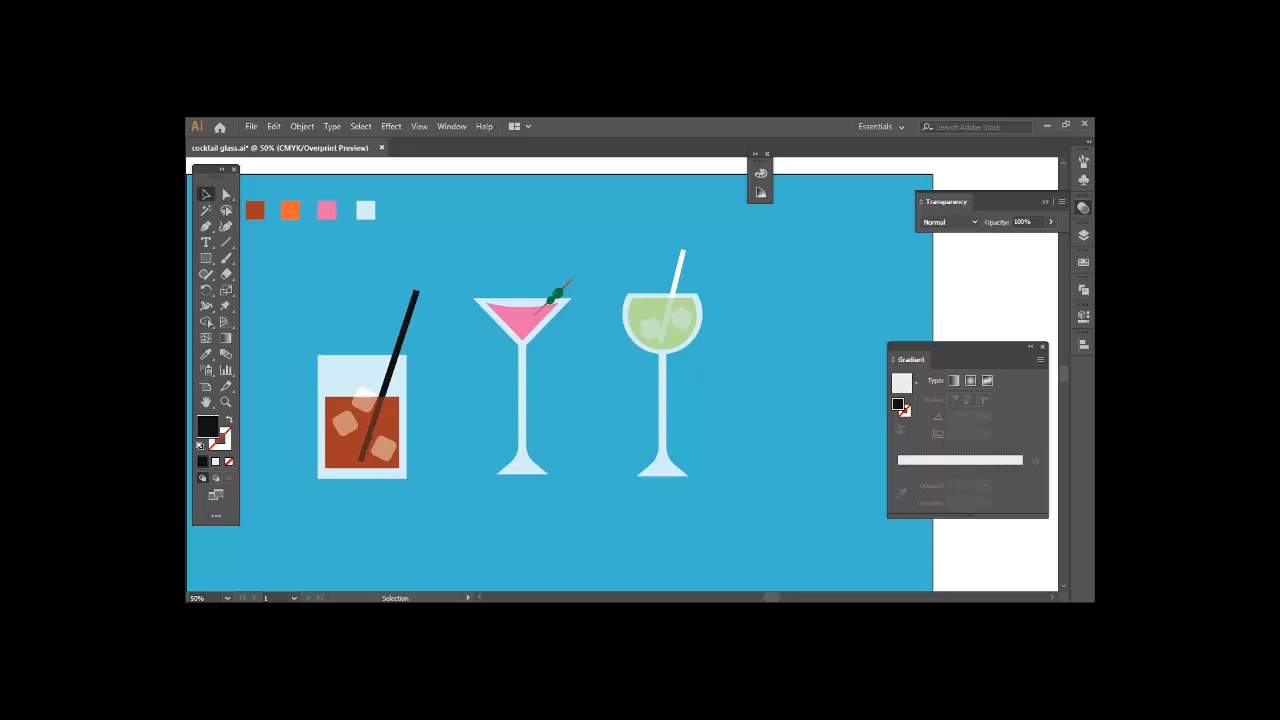 Ai File Edit Object Type Select Effect View Window Help Essentials Search Adobe Stock
cocktail glass.ai* @ 50% (CMYK/Overprint Preview)
Transparency
Normal Opacity: 100%
Gradient
Type:
Stroke:
Opacity:
Location:
50% 1 Selection